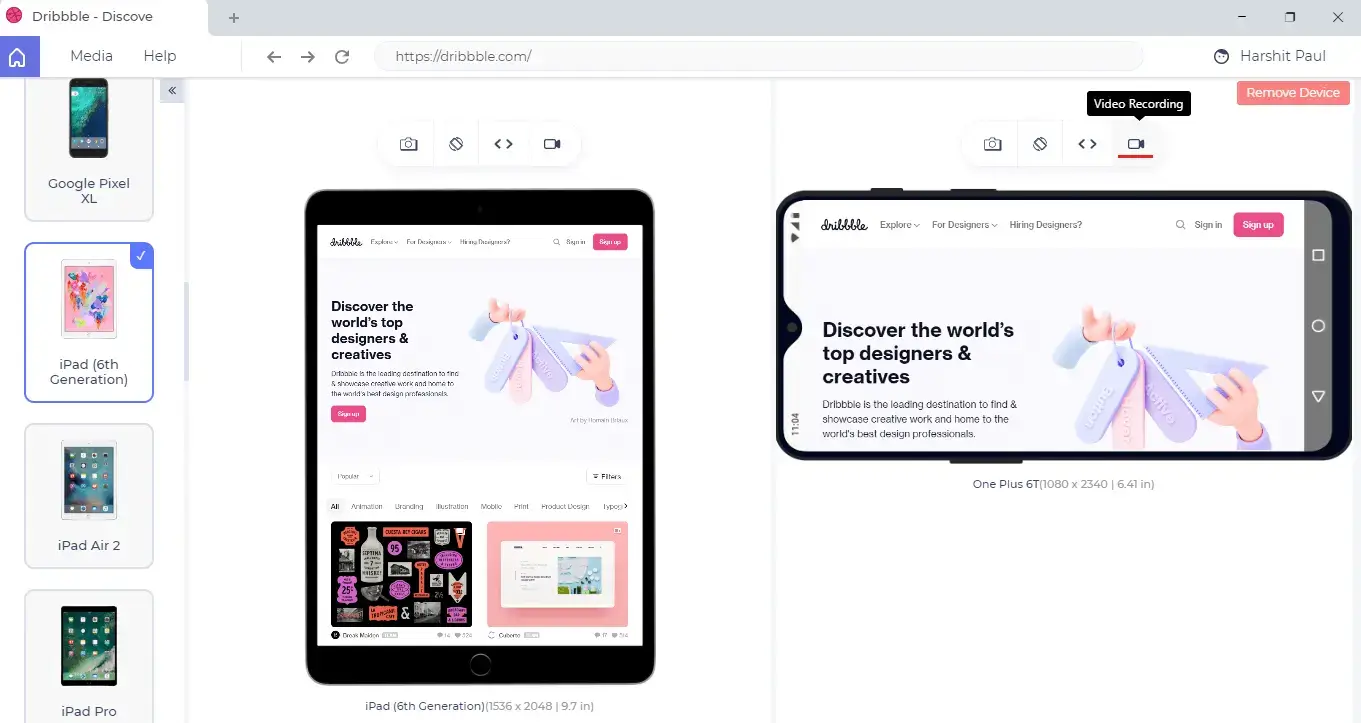 Dribbble - Discove
Media
Help
https://dribbble.com/
Harshit Paul
«
Remove Device
Video Recording
Google Pixel
XL
iPad (6th
Generation)
iPad Air 2
iPad Pro
dribbble
Explore
For Designers
Hiring Designers?
Sign in
Sign up
Discover the
world's top
designers &
creatives
Dribbble is the leading destination to find
& showcase creative work and home to
the world's best design professionals.
Sign up
Art by Romain Briaux
Popular
Filters
All
Animation
Branding
Illustration
Mobile
Print
Product Design
Typog
95
25¢
&
Break Maiden
Cuberto
iPad (6th Generation)(1536 x 2048 | 9.7 in)
dribbble
Explore
For Designers
Hiring Designers?
Sign in
Sign up
Discover the world's
top designers &
creatives
Dribbble is the leading destination to find &
showcase creative work and home to the
world's best design professionals.
11:04
One Plus 6T(1080 x 2340 | 6.41 in)